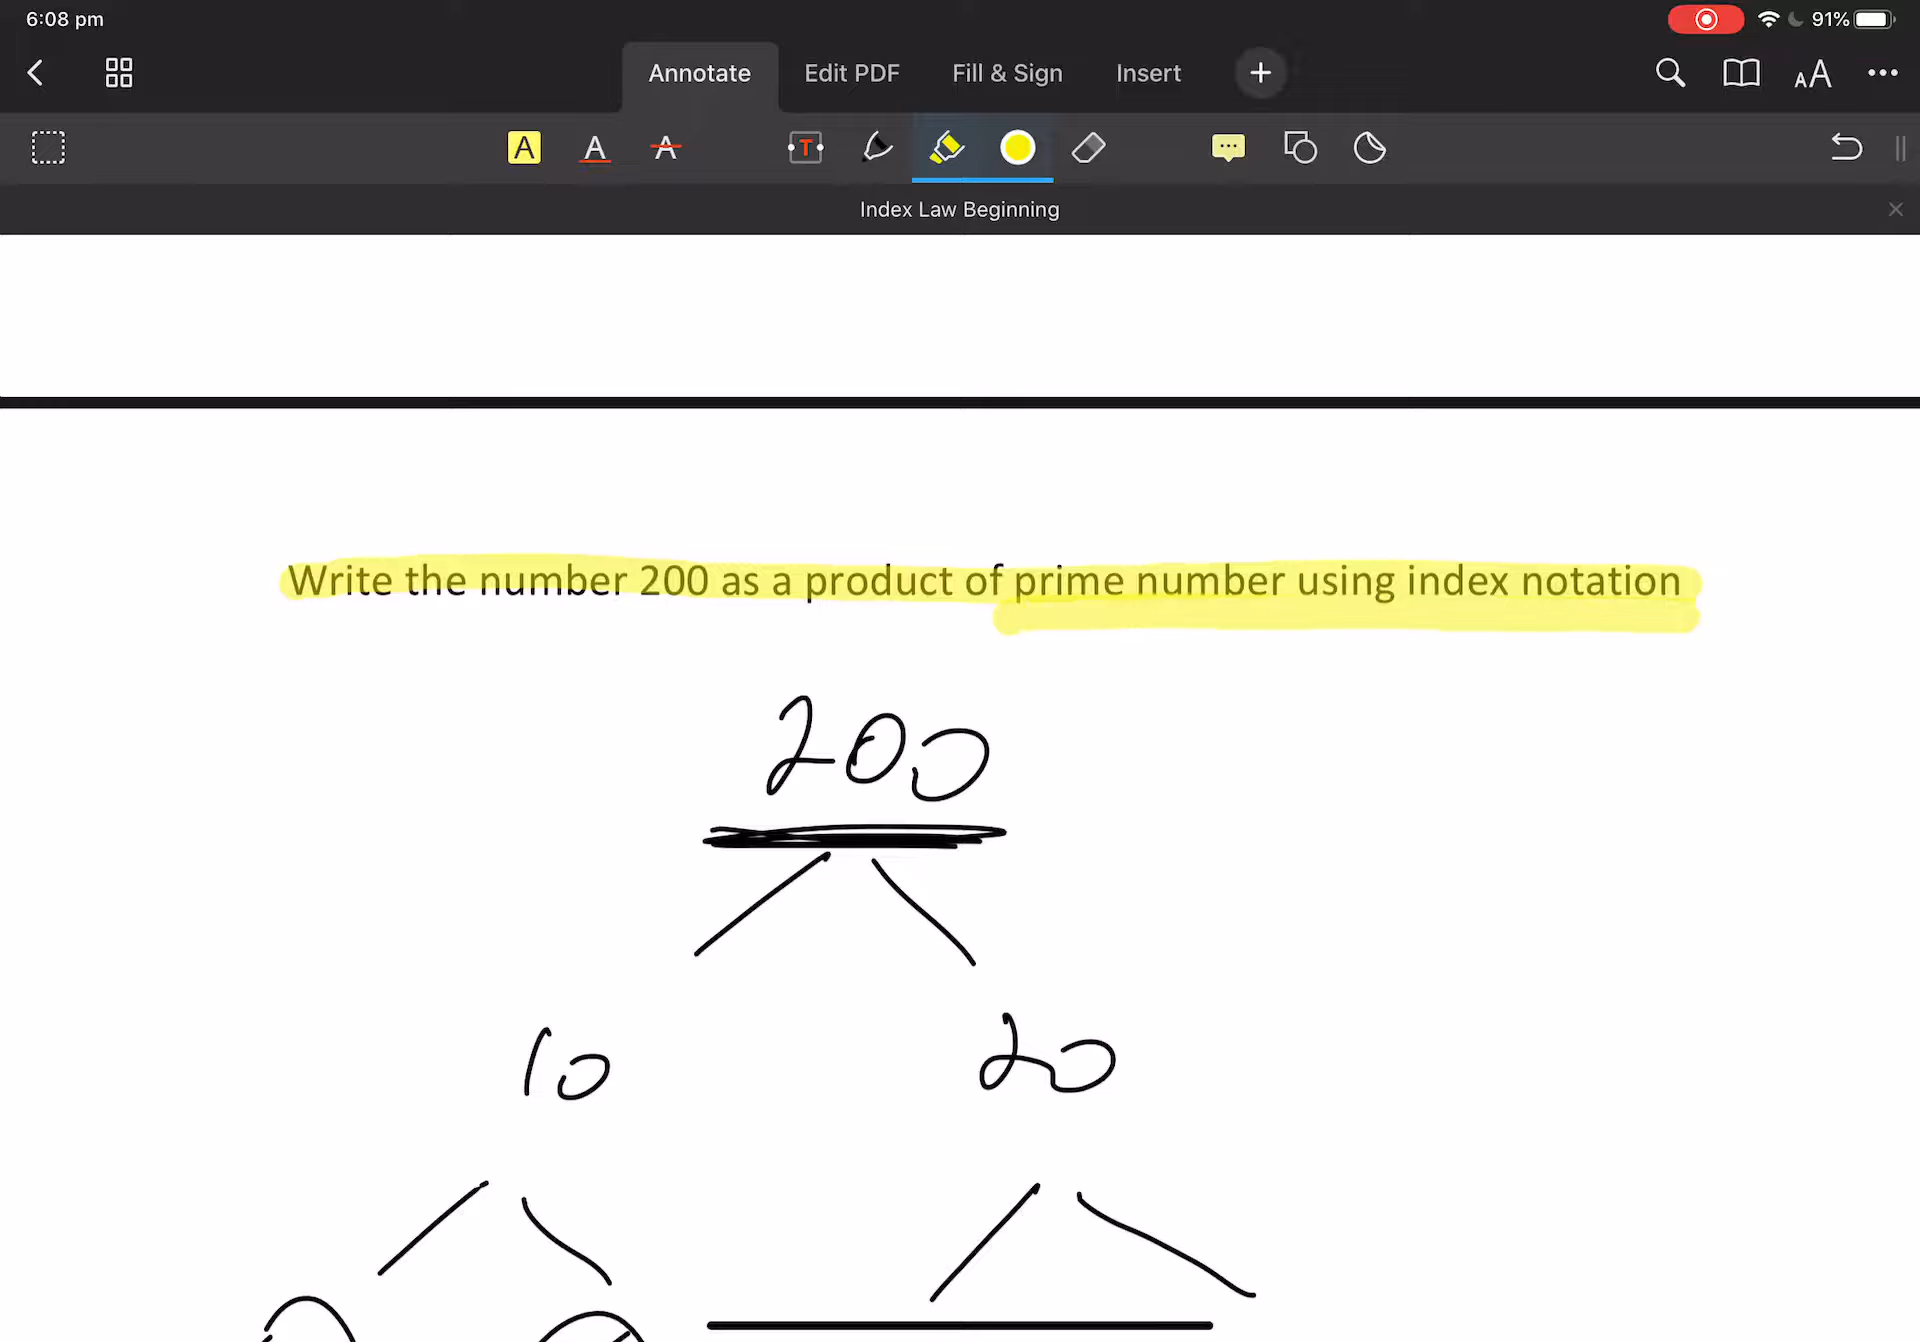 6:08 pm
91%
Annotate Edit PDF Fill & Sign Insert +
A A A T AA
Index Law Beginning
Write the number 200 as a product of prime number using index notation
200
10 20